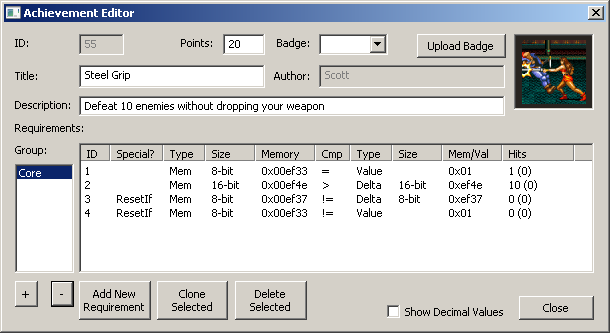 Achievement Editor
ID: 55 Points: 20 Badge: Upload Badge
Title: Steel Grip Author: Scott
Description: Defeat 10 enemies without dropping your weapon
Requirements:
Group:
Core
ID Special? Type Size Memory Cmp Type Size Mem/Val Hits
1 Mem 8-bit 0x00ef33 = Value 0x01 1 (0)
2 Mem 16-bit 0x00ef4e > Delta 16-bit 0xef4e 10 (0)
3 ResetIf Mem 8-bit 0x00ef37 != Delta 8-bit 0xef37 0 (0)
4 ResetIf Mem 8-bit 0x00ef33 != Value 0x01 0 (0)
+ - Add New Requirement Clone Selected Delete Selected Show Decimal Values Close